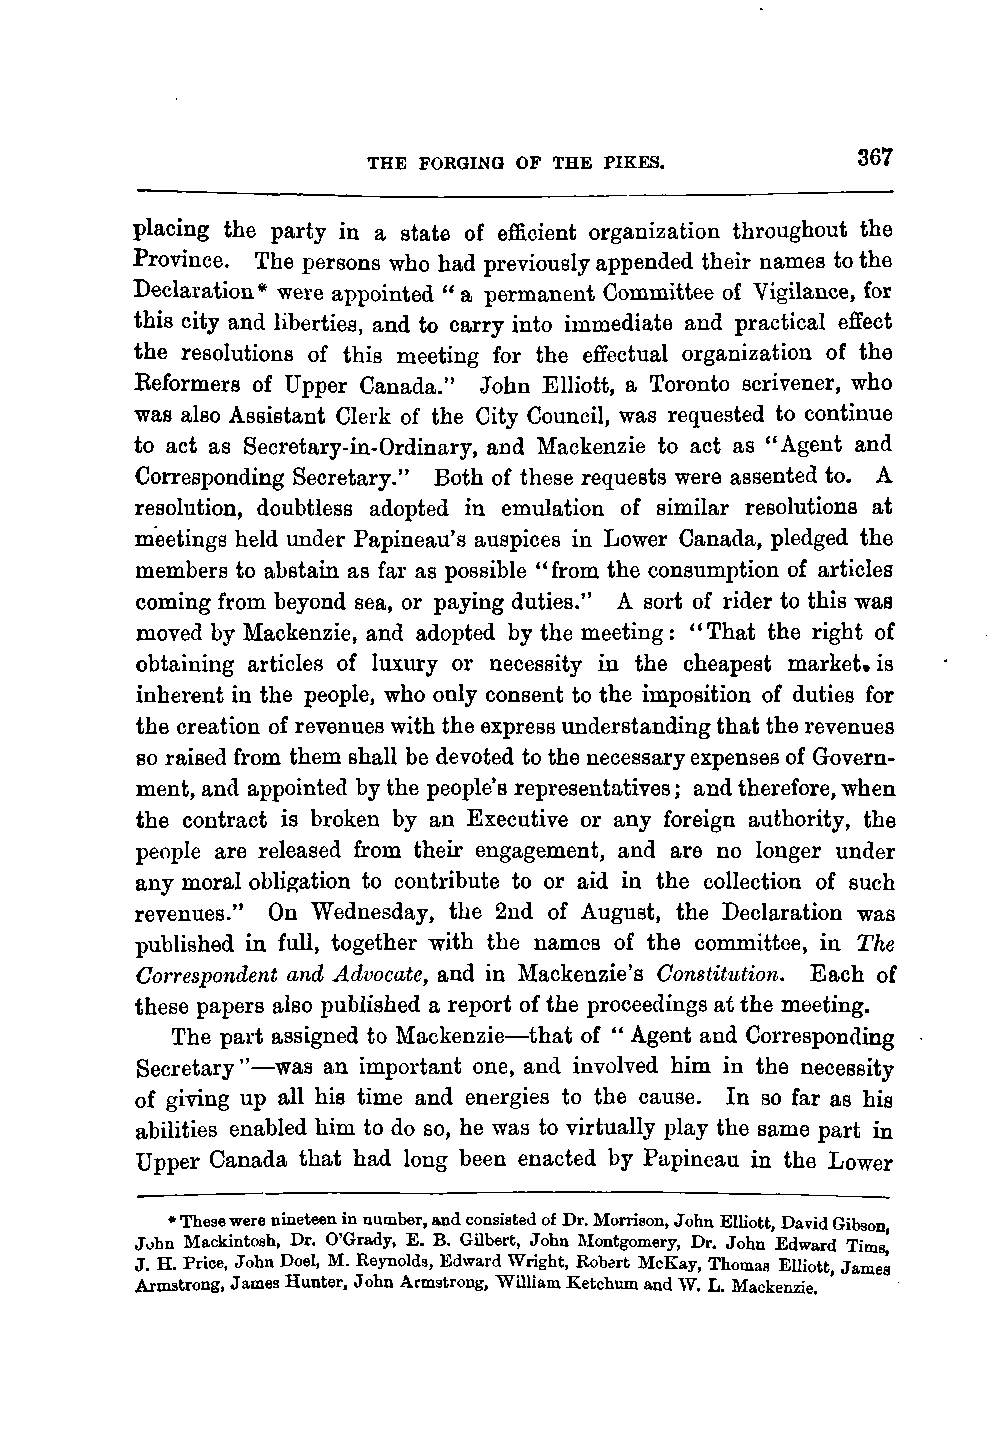 THE FORGING OF THE PIKES. 367
placing the party in a state of efficient organization throughout the
Province. The persons who had previously appended their names to the
Declaration* were appointed “ a permanent Committee of Vigilance, for
this city and liberties, and to carry into immediate and practical effect
the resolutions of this meeting for the effectual organization of the
Reformers of Upper Canada.” John Elliott, a Toronto scrivener, who
was also Assistant Clerk of the City Council, was requested to continue
to act as Secretary-in-Ordinary, and Mackenzie to act as “Agent and
Corresponding Secretary.” Both of these requests were assented to. A
resolution, doubtless adopted in emulation of similar resolutions at
meetings held under Papineau’s auspices in Lower Canada, pledged the
members to abstain as far as possible “from the consumption of articles
coming from beyond sea, or paying duties.” A sort of rider to this was
moved by Mackenzie, and adopted by the meeting: “That the right of
obtaining articles of luxury or necessity in the cheapest market, is
inherent in the people, who only consent to the imposition of duties for
the creation of revenues with the express understanding that the revenues
so raised from them shall be devoted to the necessary expenses of Govern-
ment, and appointed by the people’s representatives; and therefore, when
the contract is broken by an Executive or any foreign authority, the
people are released from their engagement, and are no longer under
any moral obligation to contribute to or aid in the collection of such
revenues.” On Wednesday, the 2nd of August, the Declaration was
published in full, together with the names of the committee, in The
Correspondent and Advocate, and in Mackenzie’s Constitution. Each of
these papers also published a report of the proceedings at the meeting.
The part assigned to Mackenzie—that of “ Agent and Corresponding
Secretary”—was an important one, and involved him in the necessity
of giving up all his time and energies to the cause. In so far as his
abilities enabled him to do so, he was to virtually play the same part in
Upper Canada that had long been enacted by Papineau in the Lower
* These were nineteen in number, and consisted of Dr. Morrison, John Elliott, David Gibson,
John Mackintosh, Dr. O’Grady, E. B. Gilbert, John Montgomery, Dr. John Edward Tims,
J. H. Price, John Doel, M. Reynolds, Edward Wright, Robert McKay, Thomas Elliott, James
Armstrong, James Hunter, John Armstrong, William Ketchum and W. L. Mackenzie.